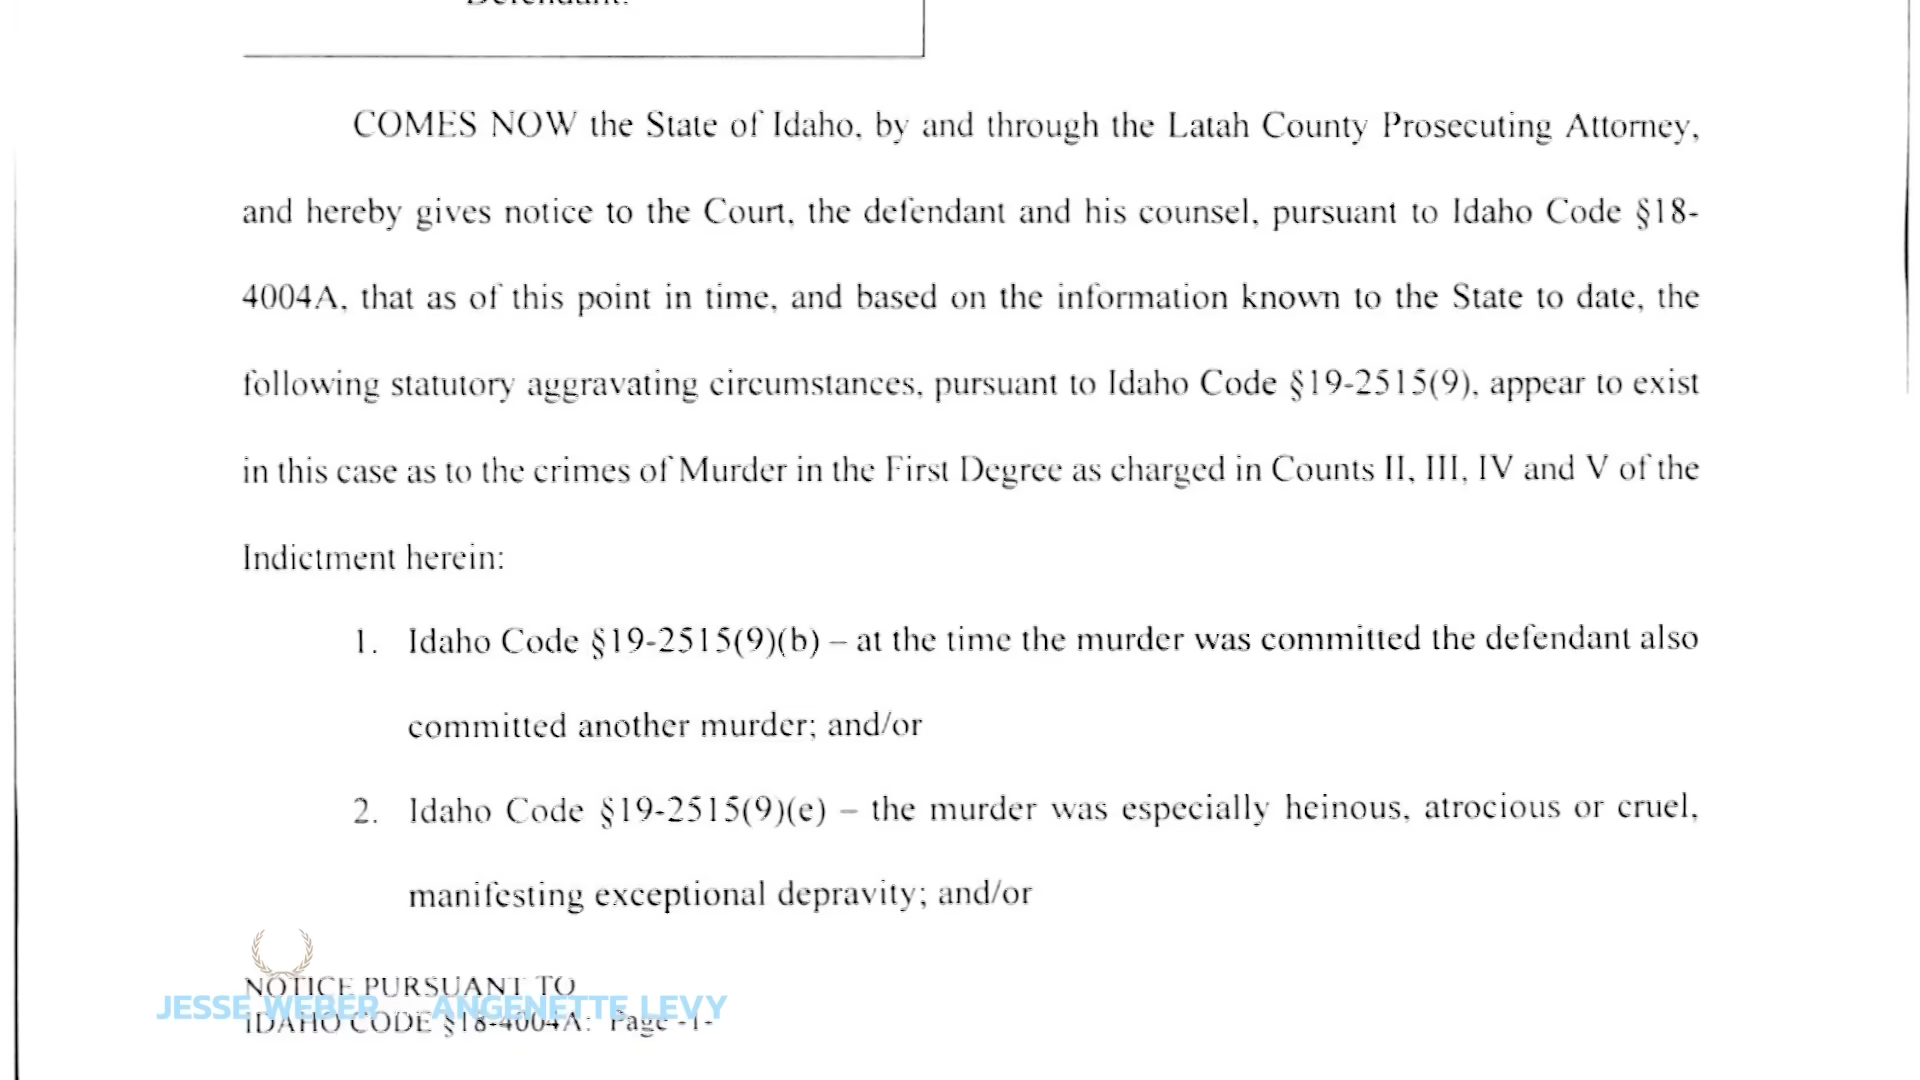 Defendant.
COMES NOW the State of Idaho, by and through the Latah County Prosecuting Attorney,
and hereby gives notice to the Court, the defendant and his counsel, pursuant to Idaho Code §18-
4004A, that as of this point in time, and based on the information known to the State to date, the
following statutory aggravating circumstances, pursuant to Idaho Code §19-2515(9), appear to exist
in this case as to the crimes of Murder in the First Degree as charged in Counts II, III, IV and V of the
Indictment herein:
1. Idaho Code §19-2515(9)(b) – at the time the murder was committed the defendant also
committed another murder; and/or
2. Idaho Code §19-2515(9)(e) – the murder was especially heinous, atrocious or cruel,
manifesting exceptional depravity; and/or
NOTICE PURSUANT TO
JESSE WEBER ANGENETTE LEVY
IDAHO CODE §18-4004A: Page -1-